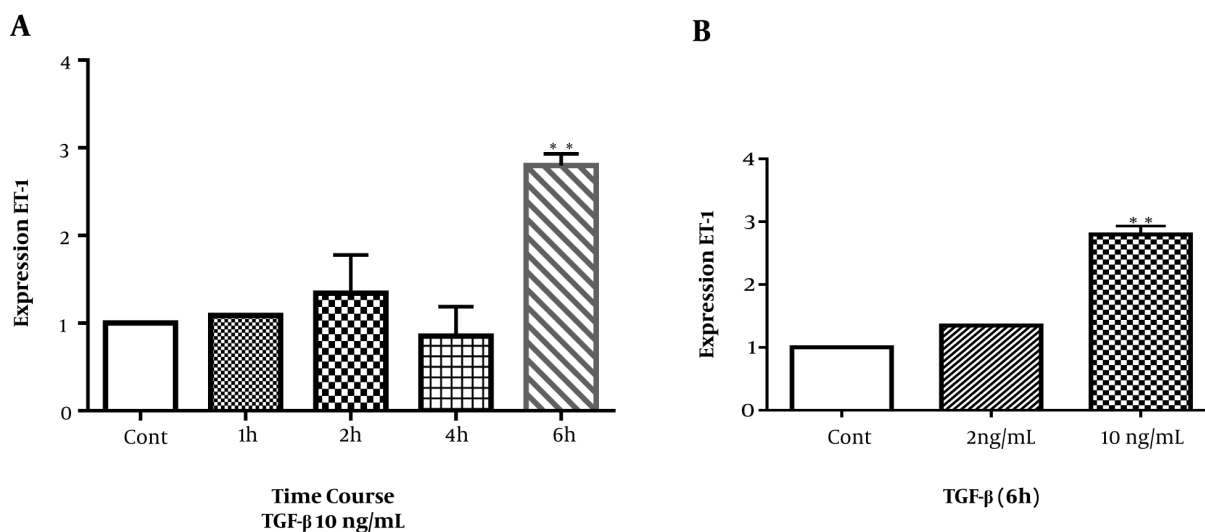 A
Expression ET-1
4
3
2
1
0
* *
Cont
1h
2h
4h
6h
Time Course
TGF-β 10 ng/mL
B
Expression ET-1
4
3
2
1
0
* *
Cont
2ng/mL
10 ng/mL
TGF-β (6h)